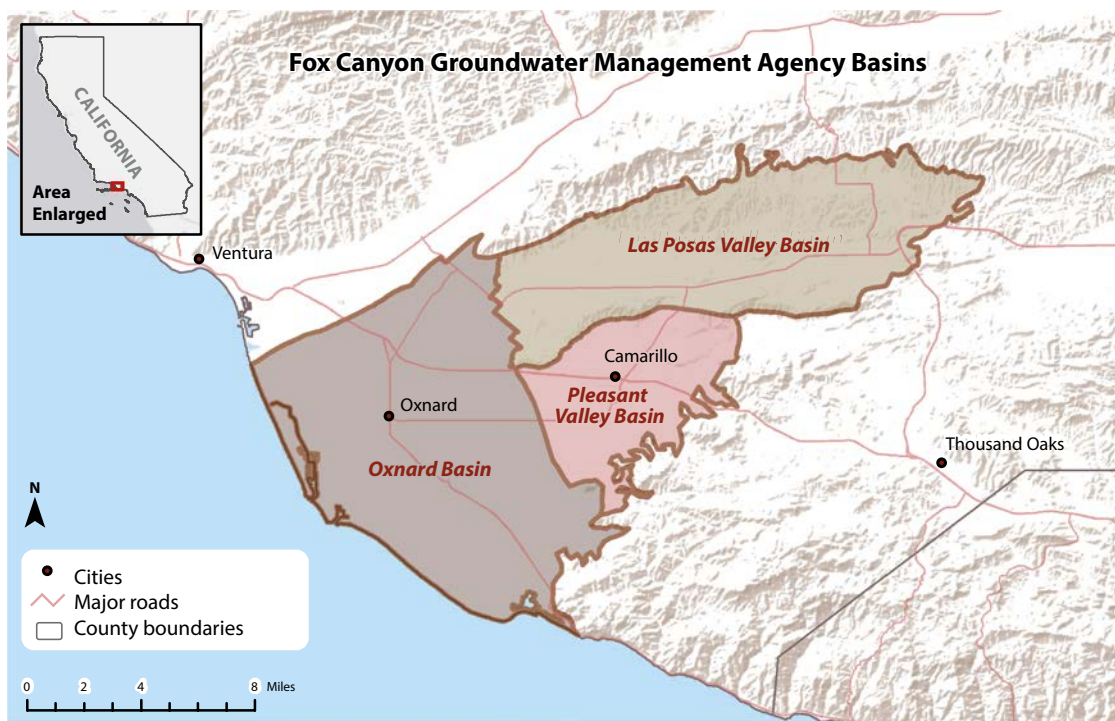 Fox Canyon Groundwater Management Agency Basins
CALIFORNIA
Area
Enlarged
Las Posas Valley Basin
Ventura
Camarillo
Pleasant
Valley Basin
Oxnard
Oxnard Basin
Thousand Oaks
N
Cities
Major roads
County boundaries
0 2 4 8 Miles